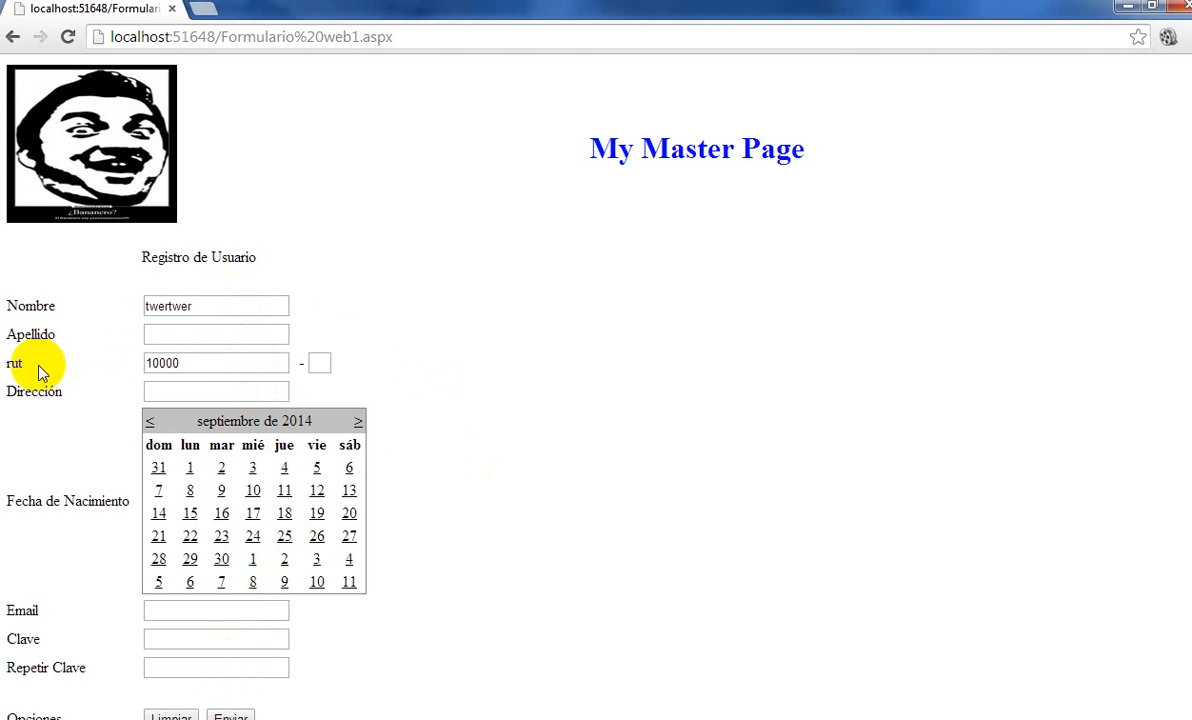 localhost:51648/Formulari
localhost:51648/Formulario%20web1.aspx
¿Bananero?
My Master Page
Registro de Usuario
Nombre twertwer
Apellido
rut 10000 -
Dirección
< septiembre de 2014 >
dom lun mar mié jue vie sáb
31 1 2 3 4 5 6
7 8 9 10 11 12 13
14 15 16 17 18 19 20
21 22 23 24 25 26 27
28 29 30 1 2 3 4
5 6 7 8 9 10 11
Fecha de Nacimiento
Email
Clave
Repetir Clave
Opciones Limpiar Enviar